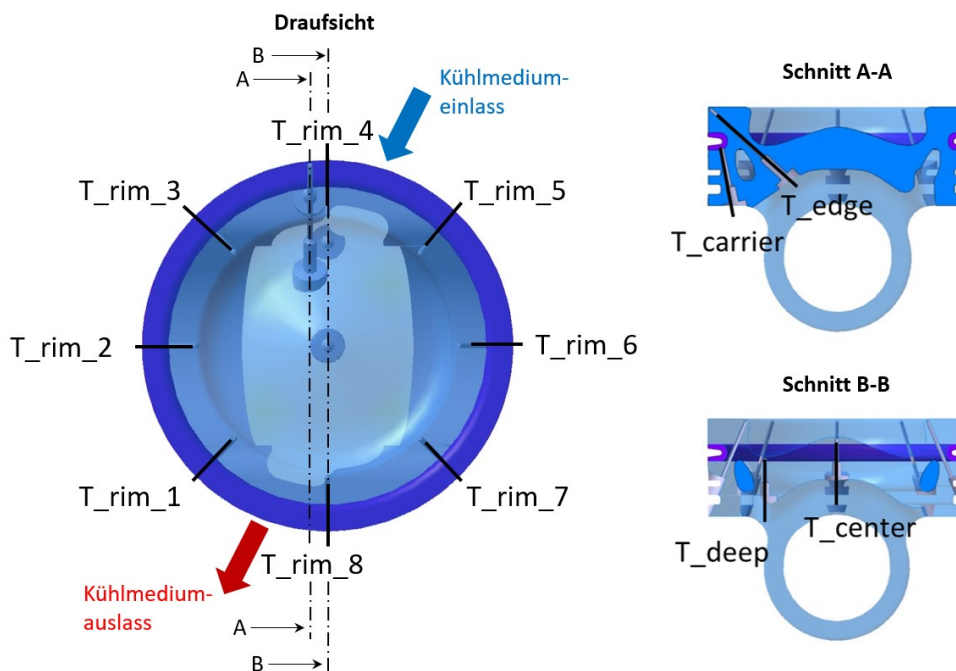 Draufsicht
B
A
Kühlmedium-
einlass
T_rim_4
T_rim_3
T_rim_5
T_rim_2
T_rim_6
T_rim_1
T_rim_7
T_rim_8
Kühlmedium-
auslass
A
B
Schnitt A-A
T_edge
T_carrier
Schnitt B-B
T_center
T_deep